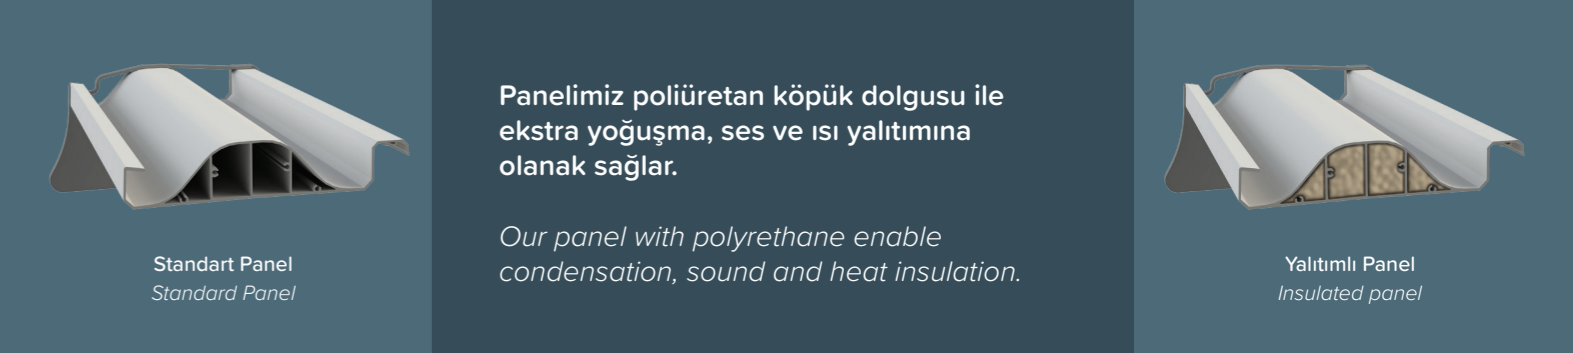 Standart Panel
Standard Panel
Panelimiz poliüretan köpük dolgusu ile
ekstra yoğuşma, ses ve ısı yalıtımına
olanak sağlar.
Our panel with polyrethane enable
condensation, sound and heat insulation.
Yalıtımlı Panel
Insulated panel